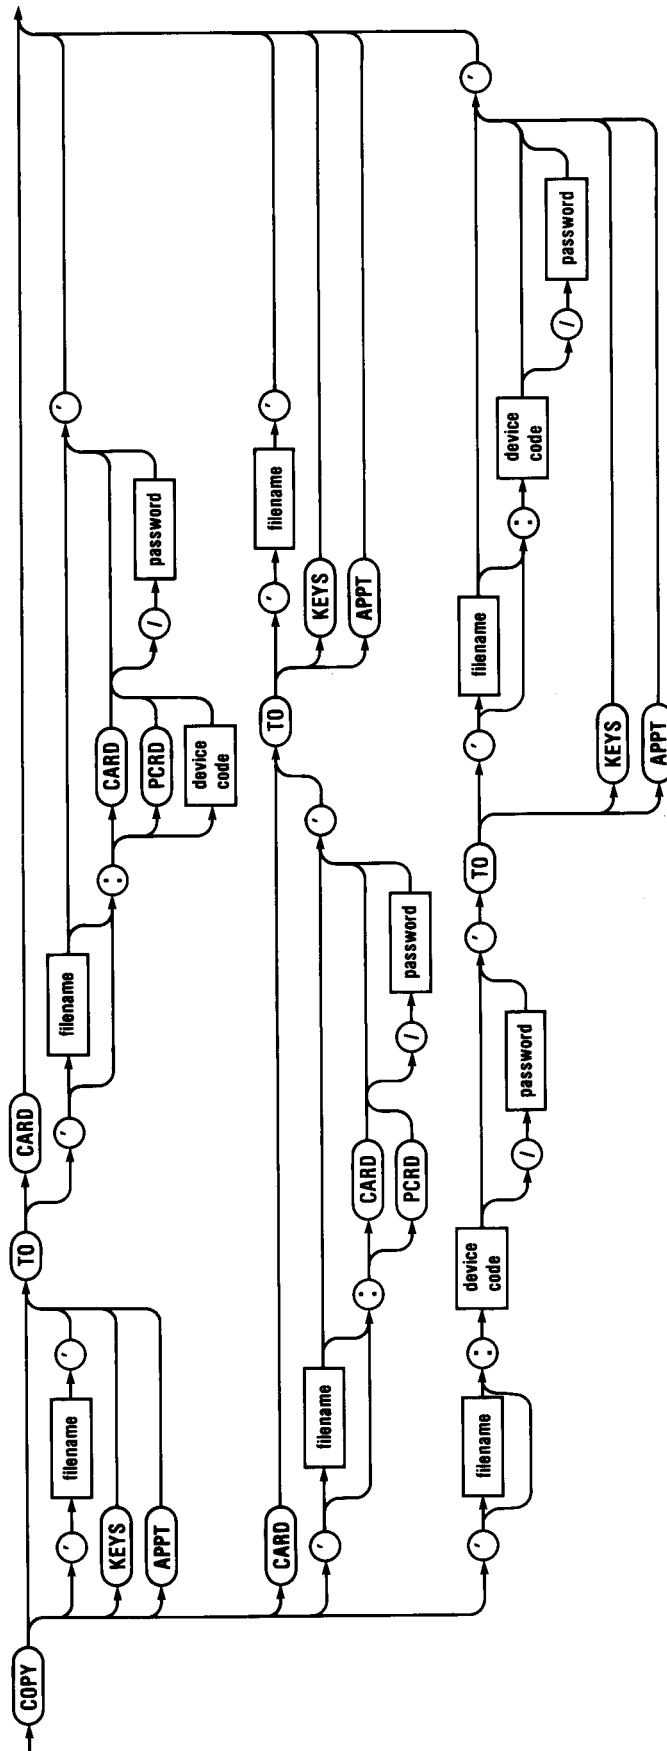 COPY
'
filename
'
KEYS
APPT
TO
CARD
'
filename
:
CARD
PCRD
device
code
/
password
'
CARD
'
filename
:
CARD
PCRD
/
password
'
TO
'
filename
'
KEYS
APPT
'
filename
:
device
code
/
password
'
TO
'
filename
:
device
code
/
password
'
KEYS
APPT